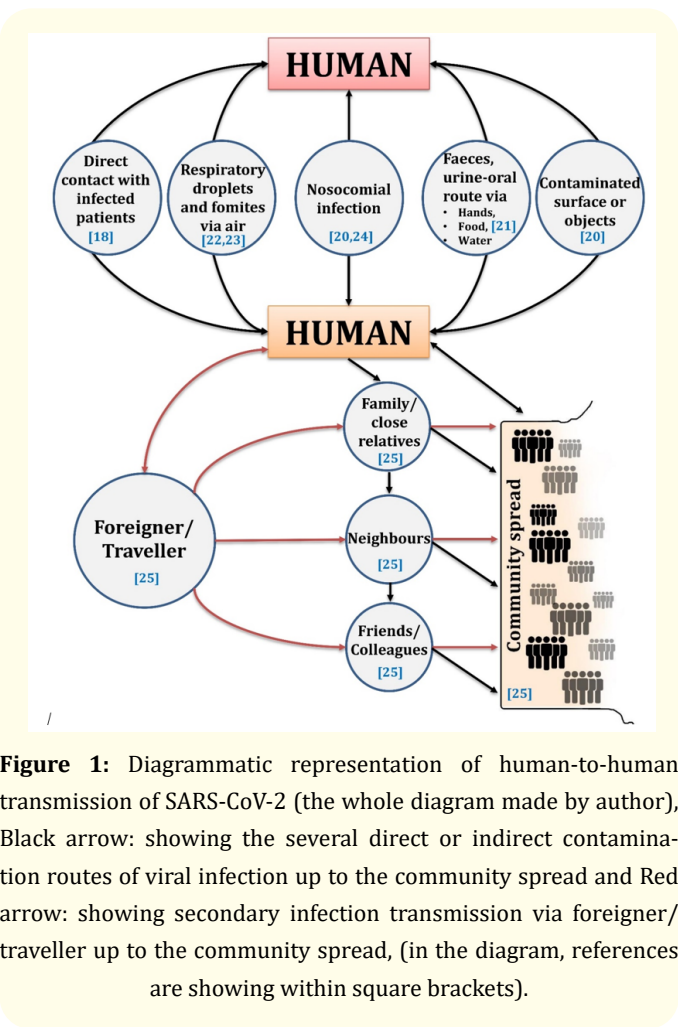 HUMAN
Direct
contact with
infected
patients
[18]
Respiratory
droplets
and fomites
via air
[22,23]
Nosocomial
infection
[20,24]
Faeces,
urine-oral
route via
• Hands,
• Food, [21]
• Water
Contaminated
surface or
objects
[20]
HUMAN
Family/
close
relatives
[25]
Foreigner/
Traveller
[25]
Neighbours
[25]
Friends/
Colleagues
[25]
Community spread
[25]
/
Figure 1: Diagrammatic representation of human-to-human
transmission of SARS-CoV-2 (the whole diagram made by author),
Black arrow: showing the several direct or indirect contamina-
tion routes of viral infection up to the community spread and Red
arrow: showing secondary infection transmission via foreigner/
traveller up to the community spread, (in the diagram, references
are showing within square brackets).